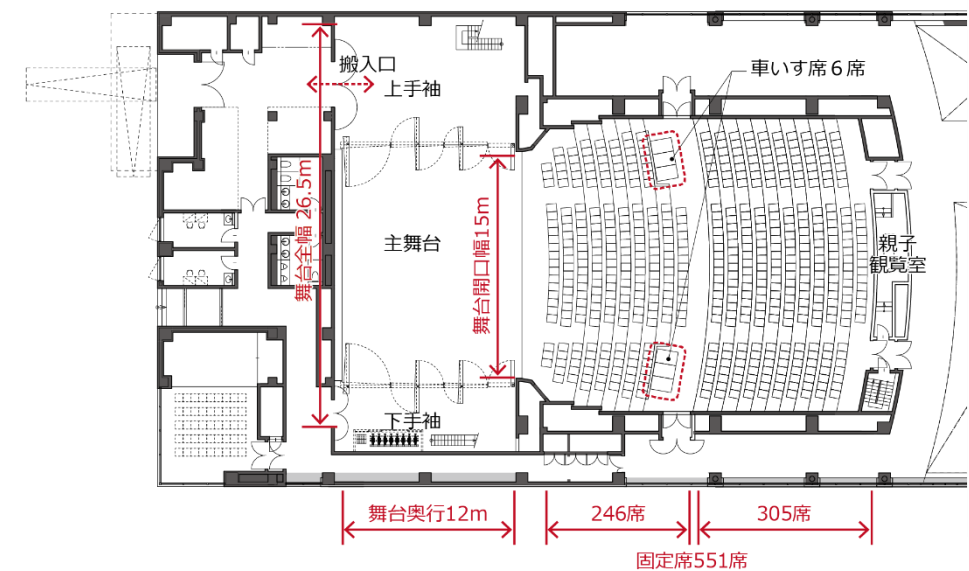 搬入口
上手袖
車いす席６席
舞台全幅 26.5m
主舞台
舞台開口幅15m
親子
観覧室
下手袖
舞台奥行12m
246席
305席
固定席551席